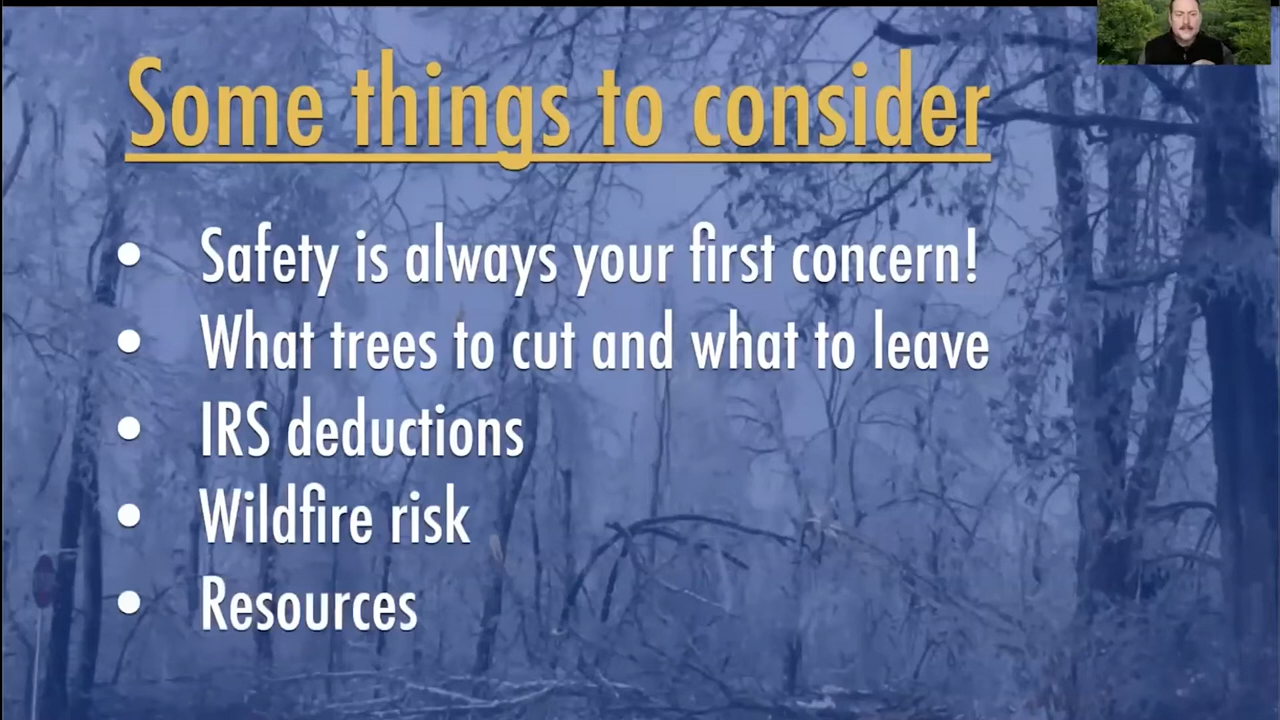 Some things to consider
• Safety is always your first concern!
• What trees to cut and what to leave
• IRS deductions
• Wildfire risk
• Resources